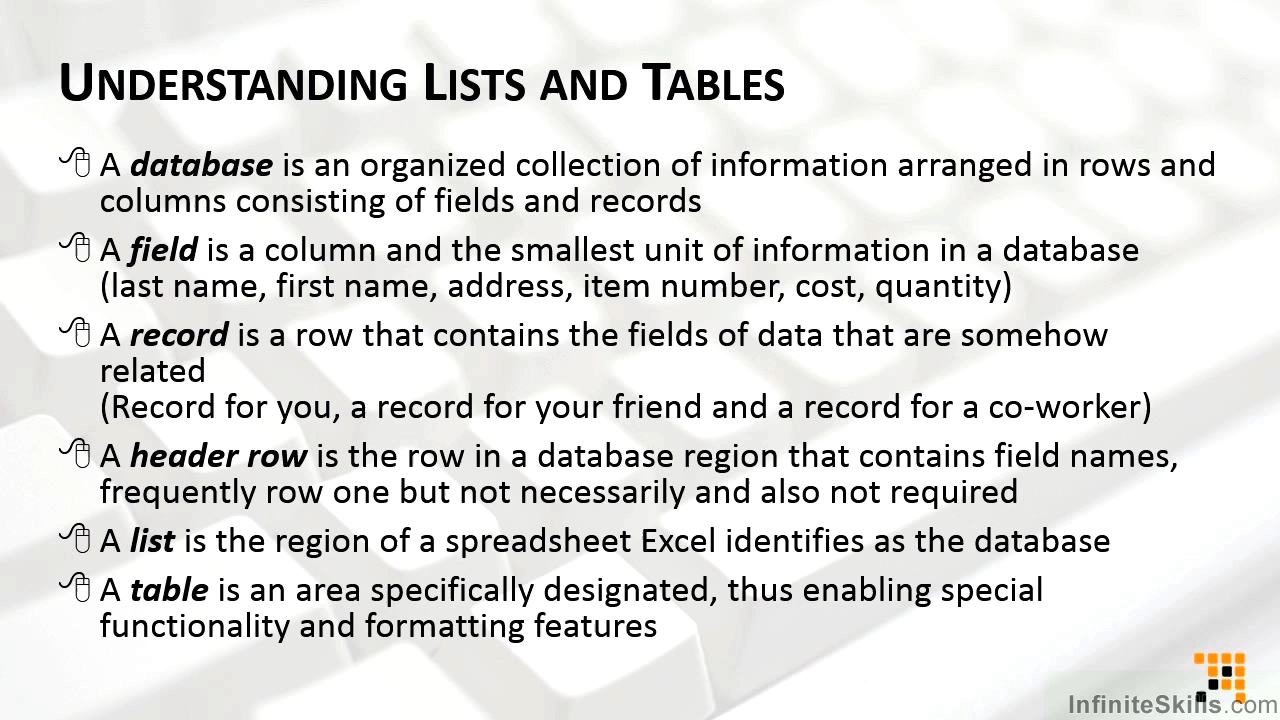 UNDERSTANDING LISTS AND TABLES
A database is an organized collection of information arranged in rows and
columns consisting of fields and records
A field is a column and the smallest unit of information in a database
(last name, first name, address, item number, cost, quantity)
A record is a row that contains the fields of data that are somehow
related
(Record for you, a record for your friend and a record for a co-worker)
A header row is the row in a database region that contains field names,
frequently row one but not necessarily and also not required
A list is the region of a spreadsheet Excel identifies as the database
A table is an area specifically designated, thus enabling special
functionality and formatting features
InfiniteSkills.com